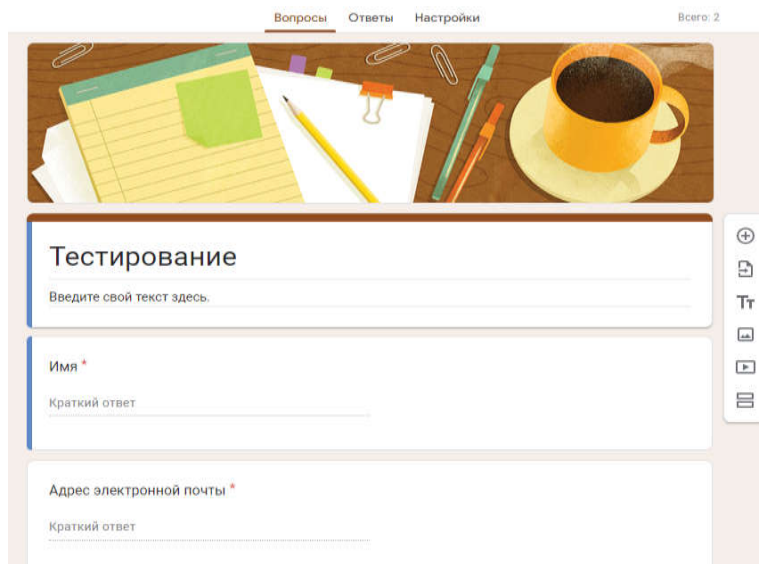 Вопросы Ответы Настройки Всего: 2
Тестирование
Введите свой текст здесь.
Имя *
Краткий ответ
Адрес электронной почты *
Краткий ответ